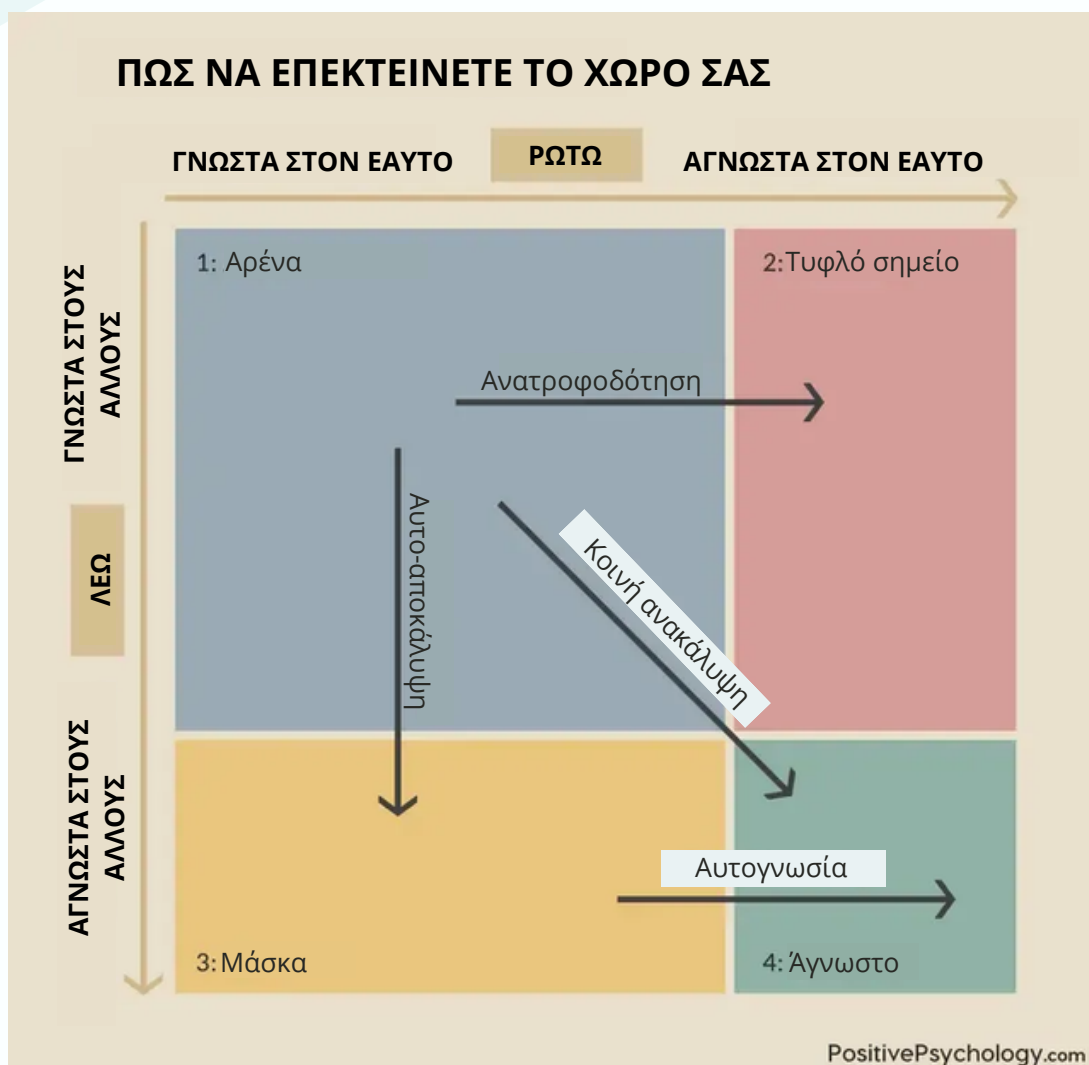 ΠΩΣ ΝΑ ΕΠΕΚΤΕΙΝΕΤΕ ΤΟ ΧΩΡΟ ΣΑΣ
ΓΝΩΣΤΑ ΣΤΟΝ ΕΑΥΤΟ
ΡΩΤΩ
ΑΓΝΩΣΤΑ ΣΤΟΝ ΕΑΥΤΟ
ΓΝΩΣΤΑ ΣΤΟΥΣ
ΑΛΛΟΥΣ
ΛΕΩ
ΑΓΝΩΣΤΑ ΣΤΟΥΣ
ΑΛΛΟΥΣ
1: Αρένα
2:Τυφλό σημείο
Ανατροφοδότηση
Αυτο-αποκάλυψη
Κοινή ανακάλυψη
Αυτογνωσία
3: Μάσκα
4: Άγνωστο
PositivePsychology.com